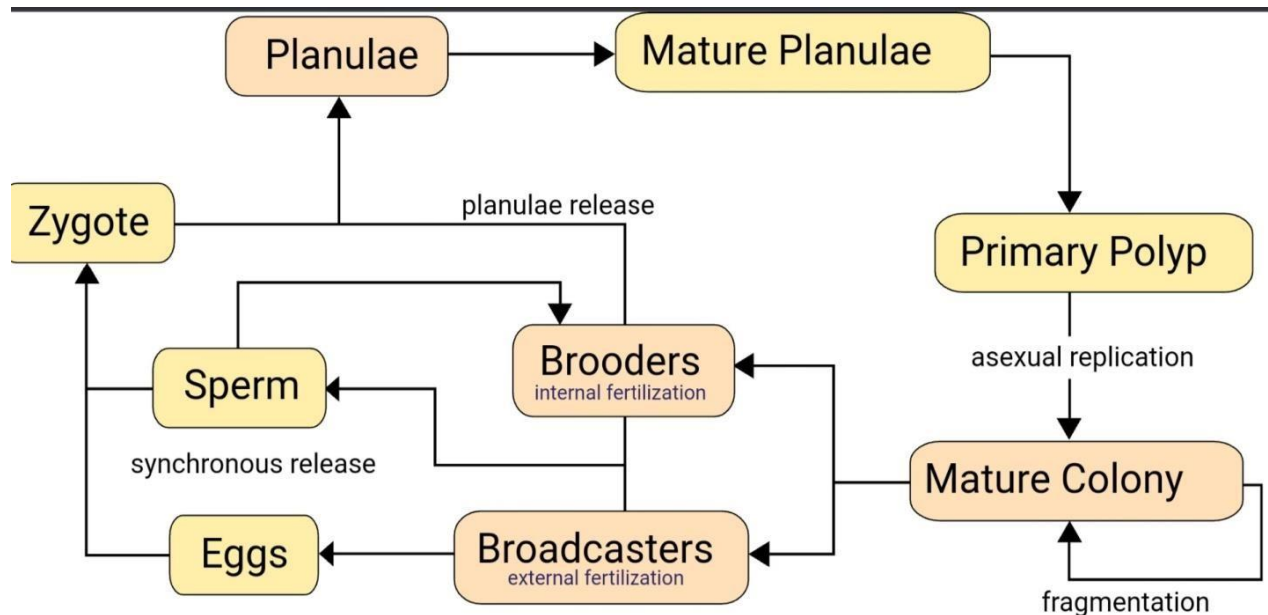 Planulae
Mature Planulae
Zygote
planulae release
Primary Polyp
Brooders
internal fertilization
asexual replication
Sperm
synchronous release
Mature Colony
Eggs
Broadcasters
external fertilization
fragmentation